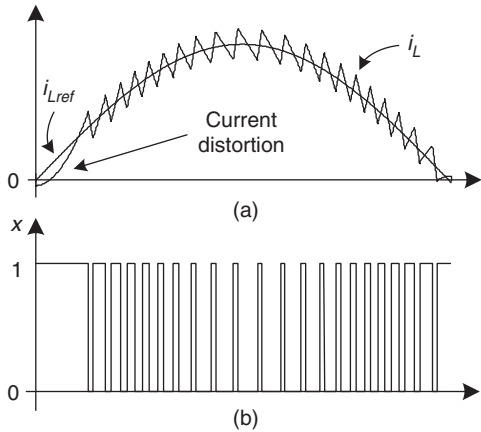 i_L
i_Lref
Current
distortion
0
(a)
x
1
0
(b)